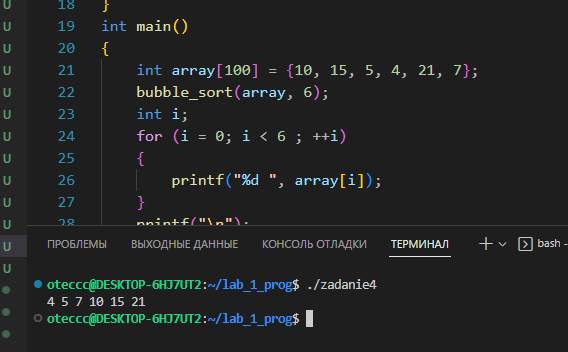 U 18 }
U 19 int main()
U 20 {
U 21 int array[100] = {10, 15, 5, 4, 21, 7};
U 22 bubble_sort(array, 6);
U 23 int i;
U 24 for (i = 0; i < 6 ; ++i)
U 25 {
U 26 printf("%d ", array[i]);
U 27 }
U 28 printf("\n");
U ПРОБЛЕМЫ ВЫХОДНЫЕ ДАННЫЕ КОНСОЛЬ ОТЛАДКИ ТЕРМИНАЛ bash -
U oteccc@DESKTOP-6HJ7UT2:~/lab_1_prog$ ./zadanie4
4 5 7 10 15 21
oteccc@DESKTOP-6HJ7UT2:~/lab_1_prog$